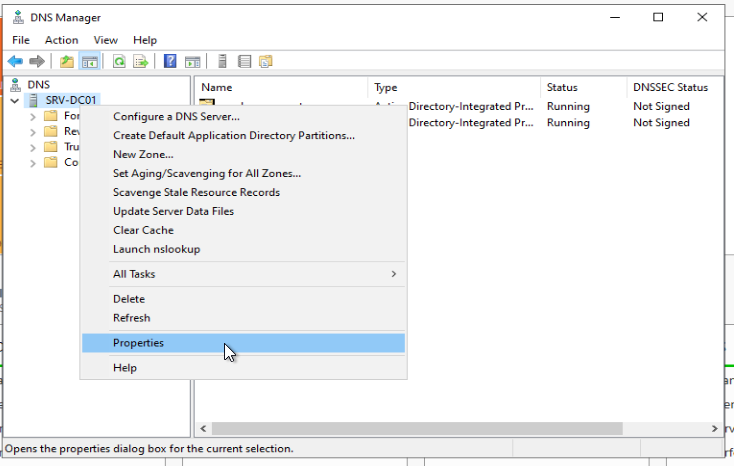 DNS Manager
File Action View Help
DNS
SRV-DC01
For
Rev
Tru
Co
Name Type Status DNSSEC Status
Directory-Integrated Pr... Running Not Signed
Directory-Integrated Pr... Running Not Signed
Configure a DNS Server...
Create Default Application Directory Partitions...
New Zone...
Set Aging/Scavenging for All Zones...
Scavenge Stale Resource Records
Update Server Data Files
Clear Cache
Launch nslookup
All Tasks
Delete
Refresh
Properties
Help
Opens the properties dialog box for the current selection.